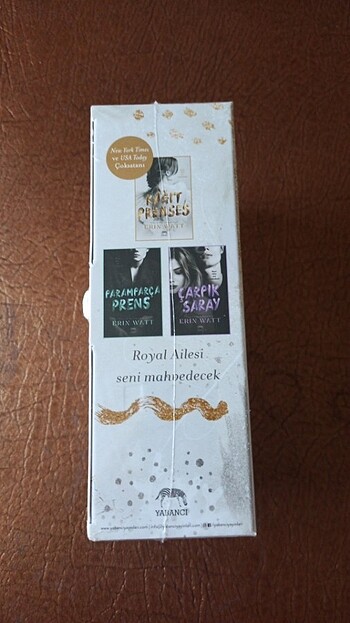 New York Times
ve USA Today
Çoksatanı
KAĞIT
PRENSES
ERIN WATT
PARAMPARÇA
PRENS
ERIN WATT
ÇARPIK
SARAY
ERIN WATT
Royal Ailesi
seni mahvedecek
YABANCI